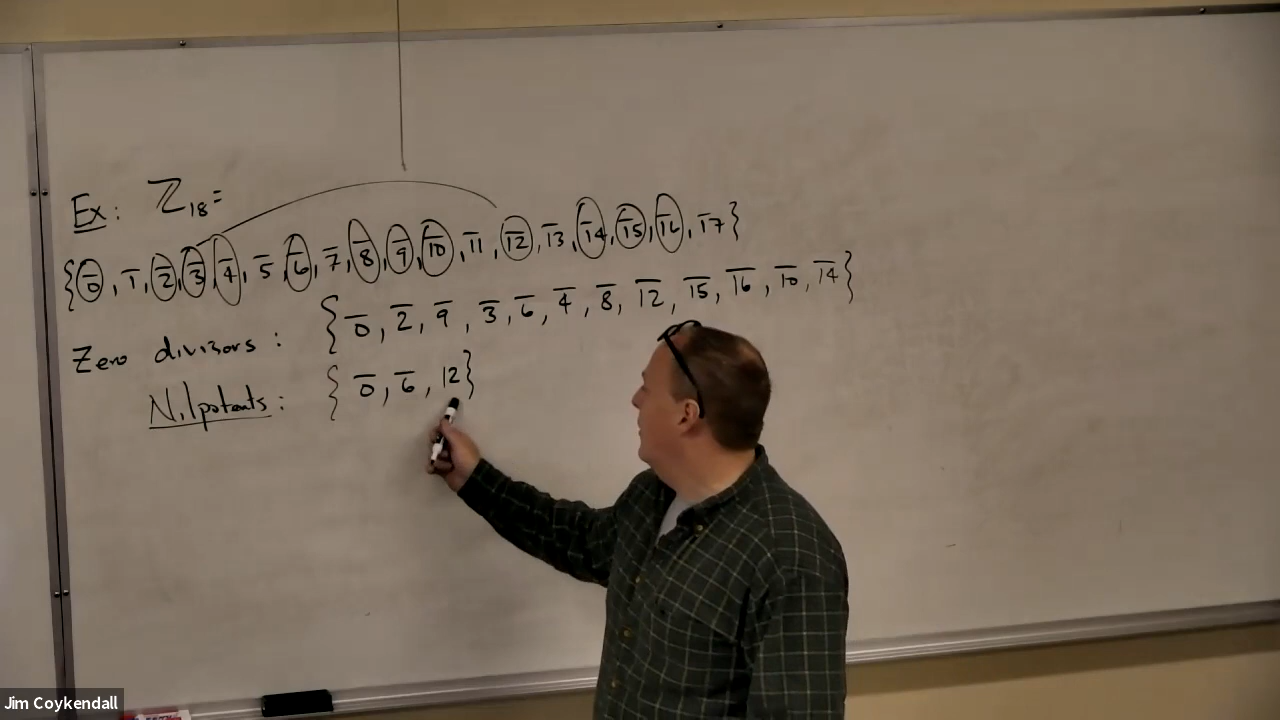 Ex: ℤ₁₈ =
{0̅, 1̅, 2̅, 3̅, 4̅, 5̅, 6̅, 7̅, 8̅, 9̅, 1̅0̅, 1̅1̅, 1̅2̅, 1̅3̅, 1̅4̅, 1̅5̅, 1̅6̅, 1̅7̅}
Zero divisors: {0̅, 2̅, 9̅, 3̅, 6̅, 4̅, 8̅, 1̅2̅, 1̅5̅, 1̅6̅, 1̅0̅, 1̅4̅}
Nilpotents: {0̅, 6̅, 12}
Jim Coykendall